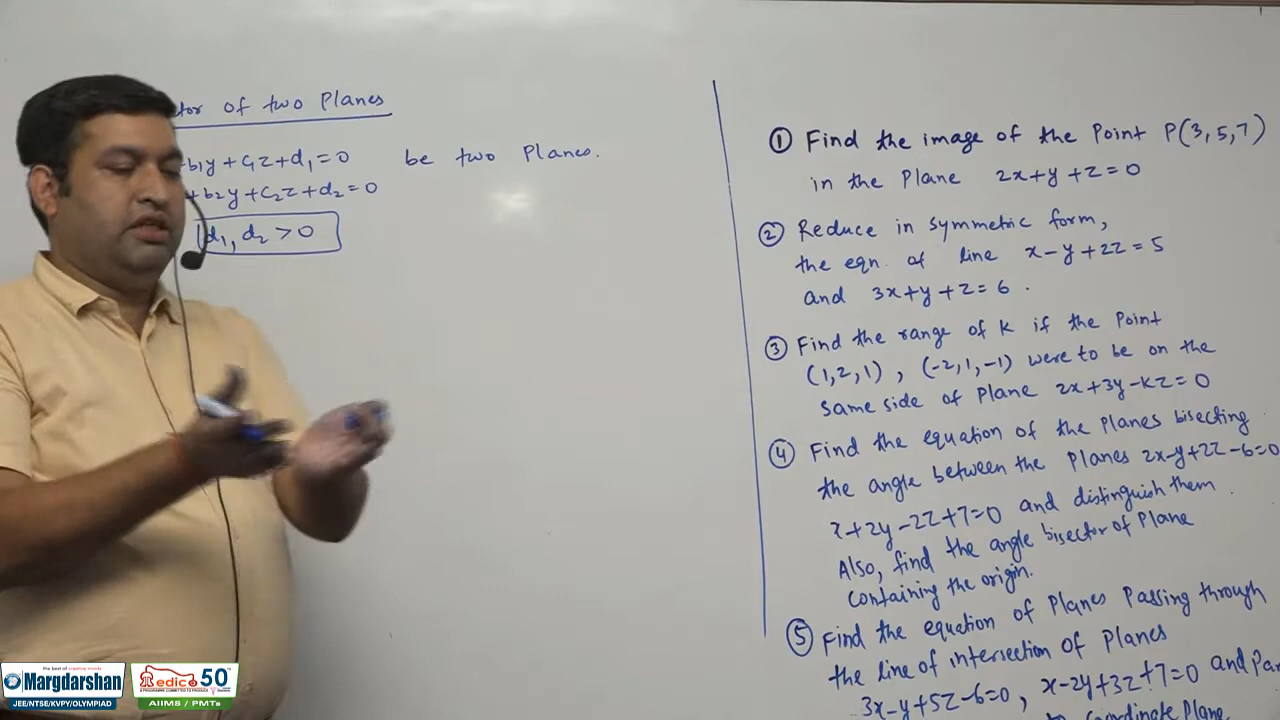 tor of two Planes
b1y + c1z + d1 = 0 be two Planes.
+ b2y + c2z + d2 = 0
d1, d2 > 0
① Find the image of the Point P(3, 5, 7)
in the Plane 2x + y + z = 0
② Reduce in symmetric form,
the eqn. of line x - y + 2z = 5
and 3x + y + z = 6 .
③ Find the range of K if the Point
(1, 2, 1) , (-2, 1, -1) were to be on the
same side of Plane 2x + 3y - Kz = 0
④ Find the equation of the Planes bisecting
the angle between the Planes 2x - y + 2z - 6 = 0
x + 2y - 2z + 7 = 0 and distinguish them .
Also, find the angle bisector of Plane
containing the origin.
⑤ Find the equation of Planes Passing through
the line of intersection of Planes
3x - y + 5z - 6 = 0 , x - 2y + 3z + 7 = 0 and Pa
coordinate Plane
the best of creative minds
Margdarshan
JEE/NTSE/KVPY/OLYMPIAD
Redico 50
A PROGRAMME COMMITTED TO PRODUCE
AIIMS / PMTs